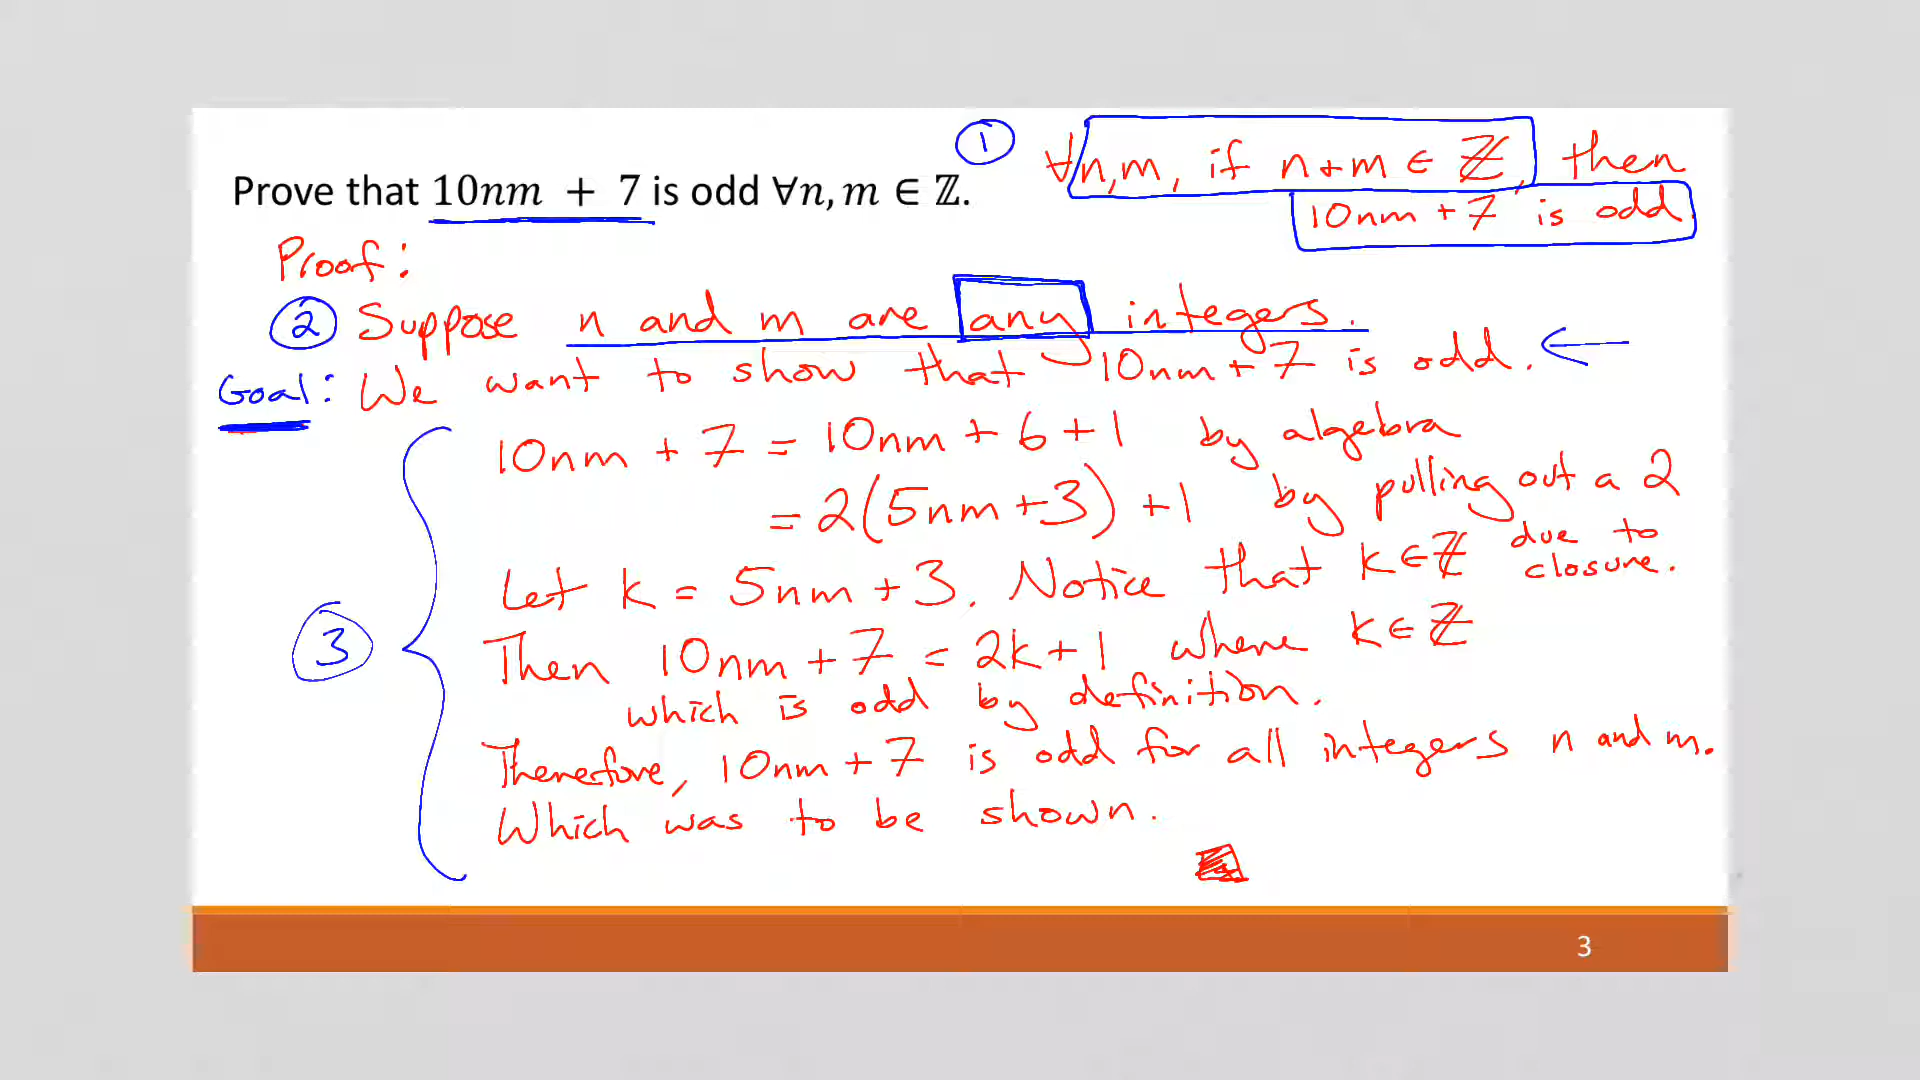 ① ∀n,m, if n+m ∈ ℤ, then
10nm + 7 is odd
Prove that 10nm + 7 is odd ∀n, m ∈ ℤ.
Proof:
② Suppose n and m are any integers.
Goal: We want to show that 10nm + 7 is odd. ←
10nm + 7 = 10nm + 6 + 1 by algebra
= 2(5nm + 3) + 1 by pulling out a 2
Let k = 5nm + 3. Notice that k ∈ ℤ due to closure.
③ Then 10nm + 7 = 2k + 1 where k ∈ ℤ
which is odd by definition.
Therefore, 10nm + 7 is odd for all integers n and m.
Which was to be shown.
3